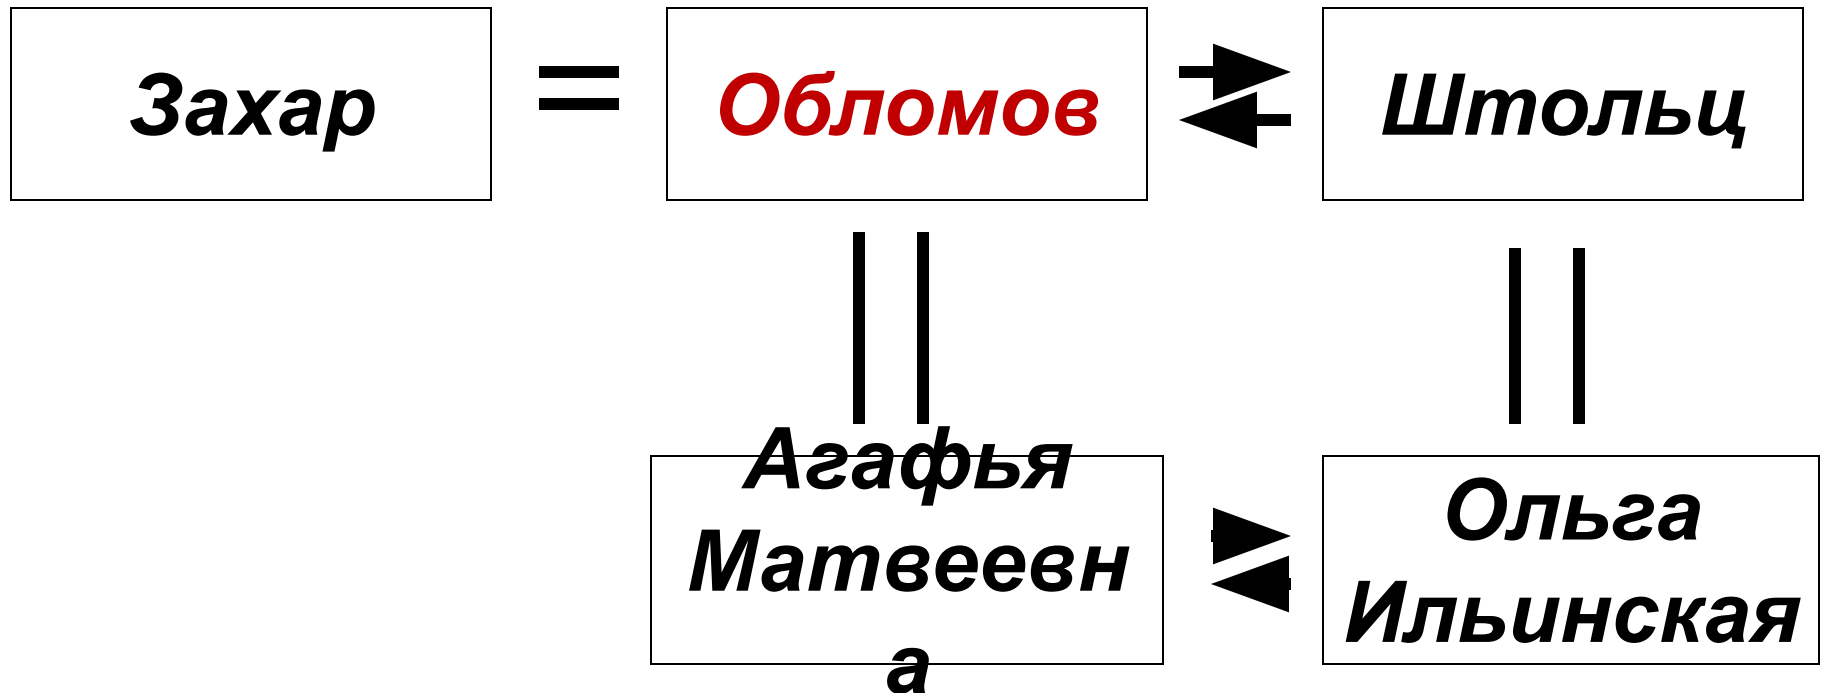 Захар
Обломов
Штольц
Агафья
Матвеевн
а
Ольга
Ильинская